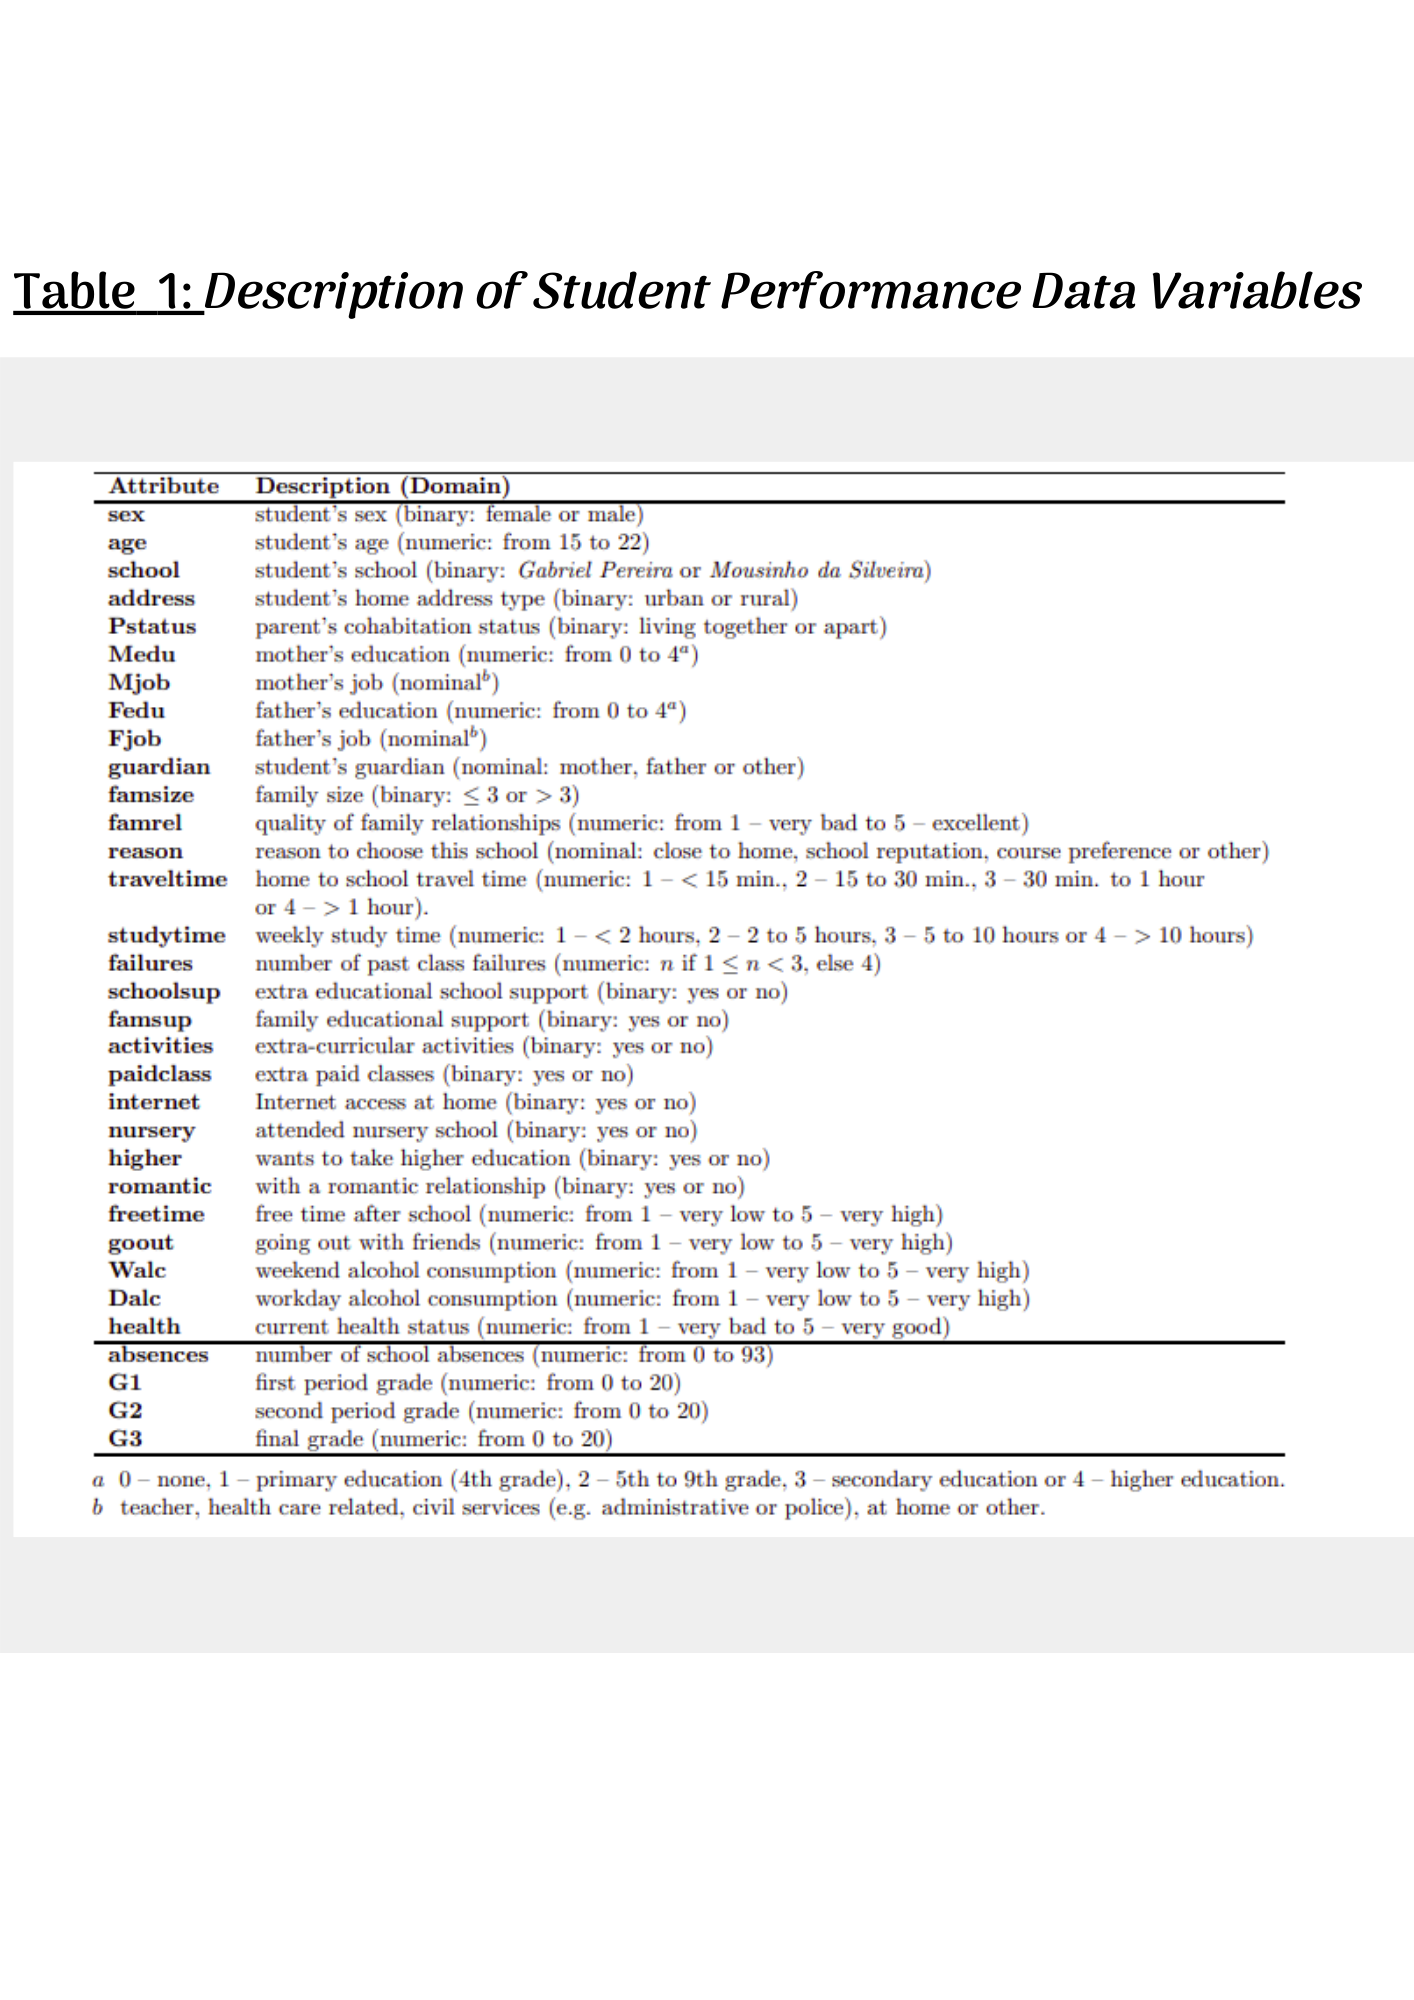 Table 1: Description of Student Performance Data Variables
Attribute Description (Domain)
sex student's sex (binary: female or male)
age student's age (numeric: from 15 to 22)
school student's school (binary: Gabriel Pereira or Mousinho da Silveira)
address student's home address type (binary: urban or rural)
Pstatus parent's cohabitation status (binary: living together or apart)
Medu mother's education (numeric: from 0 to 4ᵃ)
Mjob mother's job (nominalᵇ)
Fedu father's education (numeric: from 0 to 4ᵃ)
Fjob father's job (nominalᵇ)
guardian student's guardian (nominal: mother, father or other)
famsize family size (binary: ≤ 3 or > 3)
famrel quality of family relationships (numeric: from 1 – very bad to 5 – excellent)
reason reason to choose this school (nominal: close to home, school reputation, course preference or other)
traveltime home to school travel time (numeric: 1 – < 15 min., 2 – 15 to 30 min., 3 – 30 min. to 1 hour
or 4 – > 1 hour).
studytime weekly study time (numeric: 1 – < 2 hours, 2 – 2 to 5 hours, 3 – 5 to 10 hours or 4 – > 10 hours)
failures number of past class failures (numeric: n if 1 ≤ n < 3, else 4)
schoolsup extra educational school support (binary: yes or no)
famsup family educational support (binary: yes or no)
activities extra-curricular activities (binary: yes or no)
paidclass extra paid classes (binary: yes or no)
internet Internet access at home (binary: yes or no)
nursery attended nursery school (binary: yes or no)
higher wants to take higher education (binary: yes or no)
romantic with a romantic relationship (binary: yes or no)
freetime free time after school (numeric: from 1 – very low to 5 – very high)
goout going out with friends (numeric: from 1 – very low to 5 – very high)
Walc weekend alcohol consumption (numeric: from 1 – very low to 5 – very high)
Dalc workday alcohol consumption (numeric: from 1 – very low to 5 – very high)
health current health status (numeric: from 1 – very bad to 5 – very good)
absences number of school absences (numeric: from 0 to 93)
G1 first period grade (numeric: from 0 to 20)
G2 second period grade (numeric: from 0 to 20)
G3 final grade (numeric: from 0 to 20)
a 0 – none, 1 – primary education (4th grade), 2 – 5th to 9th grade, 3 – secondary education or 4 – higher education.
b teacher, health care related, civil services (e.g. administrative or police), at home or other.